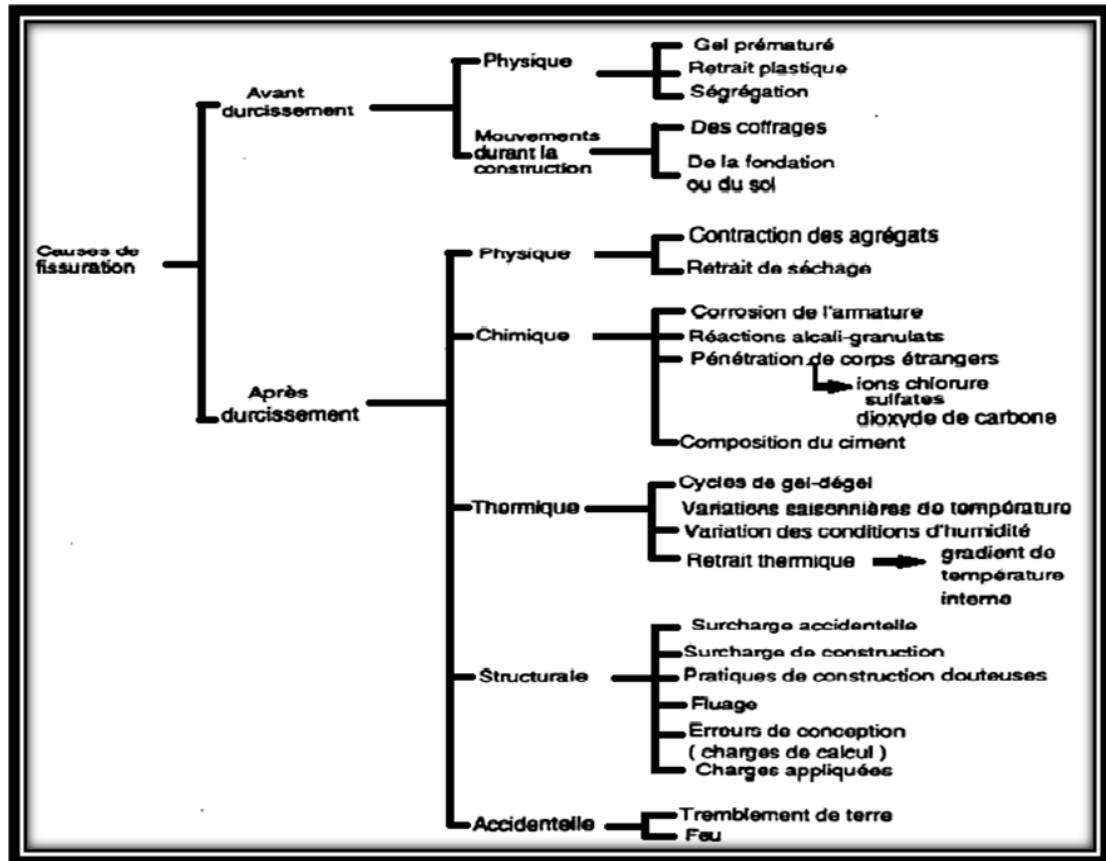 Causes de
fissuration
Avant
durcissement
Physique
Gel prématuré
Retrait plastique
Ségrégation
Mouvements
durant la
construction
Des coffrages
De la fondation
ou du sol
Après
durcissement
Physique
Contraction des agrégats
Retrait de séchage
Chimique
Corrosion de l'armature
Réactions alcali-granulats
Pénétration de corps étrangers
ions chlorure
sulfates
dioxyde de carbone
Composition du ciment
Thermique
Cycles de gel-dégel
Variations saisonnières de température
Variation des conditions d'humidité
Retrait thermique
gradient de
température
interne
Structurale
Surcharge accidentelle
Surcharge de construction
Pratiques de construction douteuses
Fluage
Erreurs de conception
( charges de calcul )
Charges appliquées
Accidentelle
Tremblement de terre
Feu